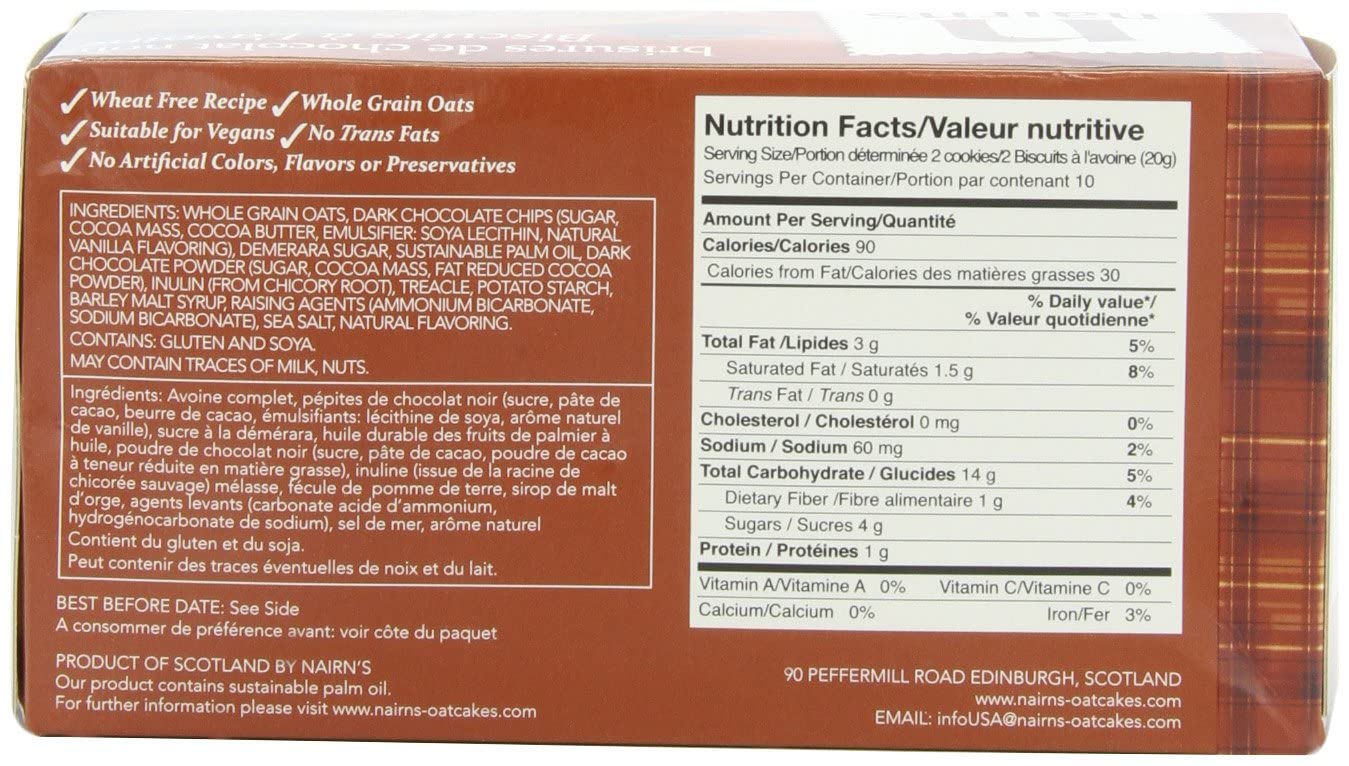 nairn's
brisures de chocolat noir
✓ Wheat Free Recipe ✓ Whole Grain Oats
✓ Suitable for Vegans ✓ No Trans Fats
✓ No Artificial Colors, Flavors or Preservatives
INGREDIENTS: WHOLE GRAIN OATS, DARK CHOCOLATE CHIPS (SUGAR,
COCOA MASS, COCOA BUTTER, EMULSIFIER: SOYA LECITHIN, NATURAL
VANILLA FLAVORING), DEMERARA SUGAR, SUSTAINABLE PALM OIL, DARK
CHOCOLATE POWDER (SUGAR, COCOA MASS, FAT REDUCED COCOA
POWDER), INULIN (FROM CHICORY ROOT), TREACLE, POTATO STARCH,
BARLEY MALT SYRUP, RAISING AGENTS (AMMONIUM BICARBONATE,
SODIUM BICARBONATE), SEA SALT, NATURAL FLAVORING.
CONTAINS: GLUTEN AND SOYA.
MAY CONTAIN TRACES OF MILK, NUTS.
Ingrédients: Avoine complet, pépites de chocolat noir (sucre, pâte de
cacao, beurre de cacao, émulsifiants: lécithine de soya, arôme naturel
de vanille), sucre à la démérara, huile durable des fruits de palmier à
huile, poudre de chocolat noir (sucre, pâte de cacao, poudre de cacao
à teneur réduite en matière grasse), inuline (issue de la racine de
chicorée sauvage) mélasse, fécule de pomme de terre, sirop de malt
d'orge, agents levants (carbonate acide d'ammonium,
hydrogénocarbonate de sodium), sel de mer, arôme naturel
Contient du gluten et du soja.
Peut contenir des traces éventuelles de noix et du lait.
BEST BEFORE DATE: See Side
A consommer de préférence avant: voir côte du paquet
PRODUCT OF SCOTLAND BY NAIRN'S
Our product contains sustainable palm oil.
For further information please visit www.nairns-oatcakes.com
Nutrition Facts/Valeur nutritive
Serving Size/Portion déterminée 2 cookies/2 Biscuits à l'avoine (20g)
Servings Per Container/Portion par contenant 10
Amount Per Serving/Quantité
Calories/Calories 90
Calories from Fat/Calories des matières grasses 30
% Daily value*/
% Valeur quotidienne*
Total Fat /Lipides 3 g 5%
Saturated Fat / Saturatés 1.5 g 8%
Trans Fat / Trans 0 g
Cholesterol / Cholestérol 0 mg 0%
Sodium / Sodium 60 mg 2%
Total Carbohydrate / Glucides 14 g 5%
Dietary Fiber /Fibre alimentaire 1 g 4%
Sugars / Sucres 4 g
Protein / Protéines 1 g
Vitamin A/Vitamine A 0% Vitamin C/Vitamine C 0%
Calcium/Calcium 0% Iron/Fer 3%
90 PEFFERMILL ROAD EDINBURGH, SCOTLAND
www.nairns-oatcakes.com
EMAIL: infoUSA@nairns-oatcakes.com